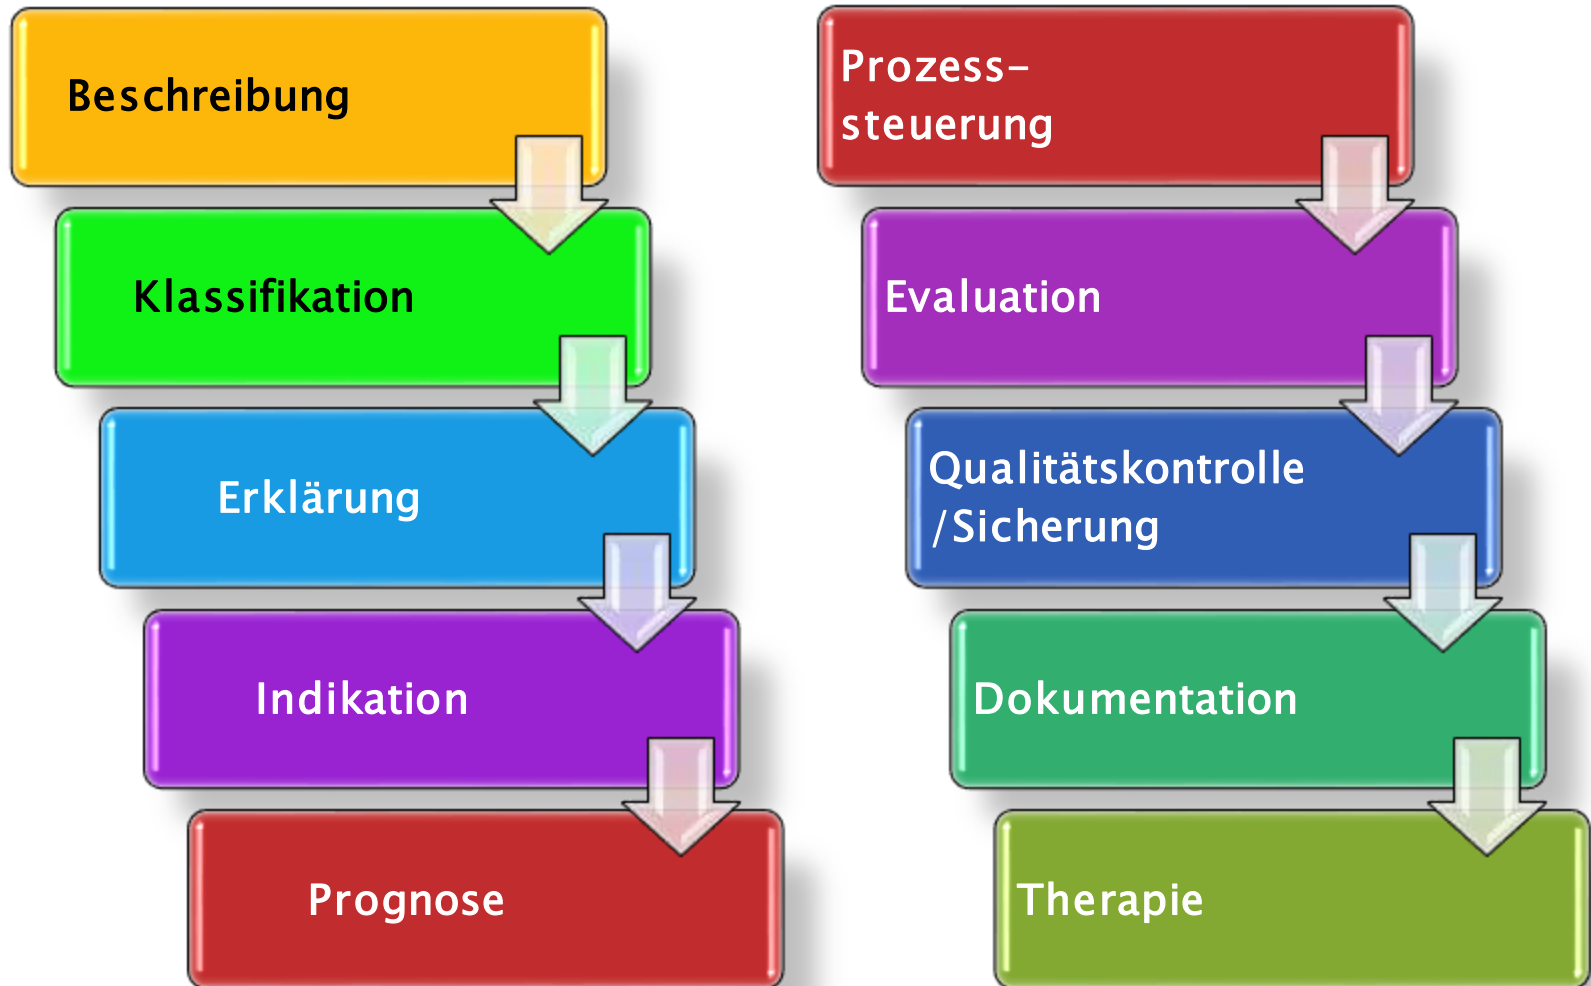 Beschreibung
Klassifikation
Erklärung
Indikation
Prognose
Prozess-
steuerung
Evaluation
Qualitätskontrolle
/Sicherung
Dokumentation
Therapie